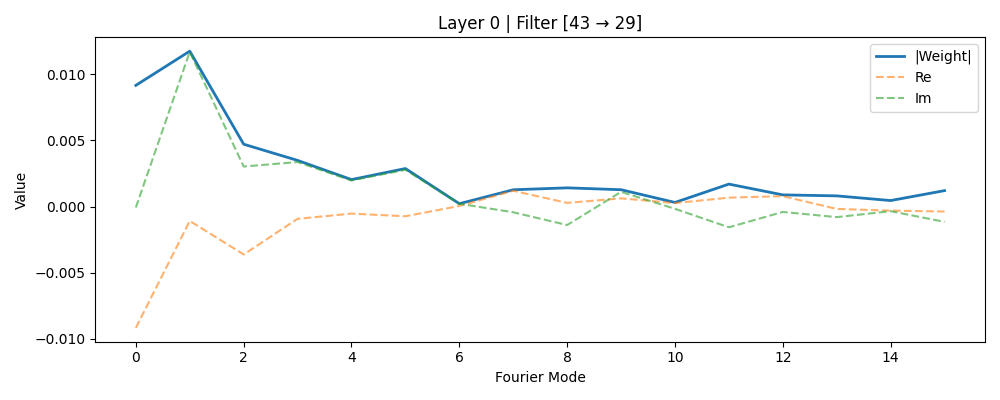 Layer 0 | Filter [43 → 29]
|Weight|
Re
Im
0.010
0.005
0.000
−0.005
−0.010
Value
0 2 4 6 8 10 12 14
Fourier Mode